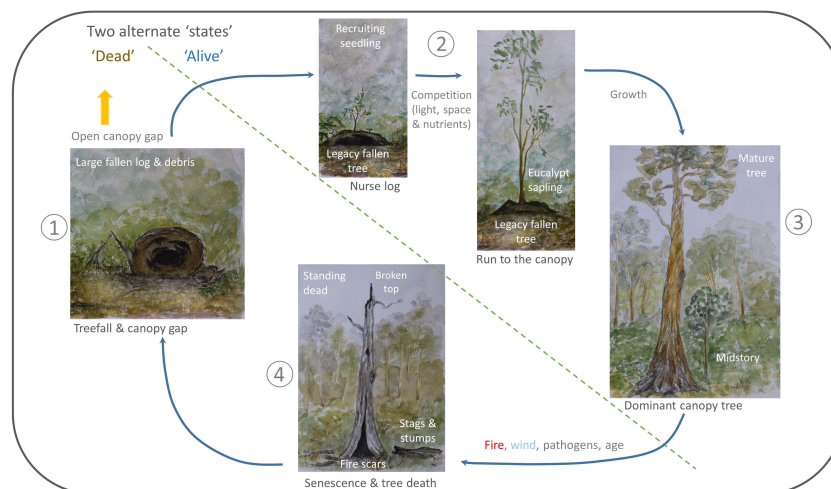 Two alternate ‘states’
‘Dead’
‘Alive’
Open canopy gap
Large fallen log & debris
1
Treefall & canopy gap
Recruiting
seedling
Legacy fallen
tree
Nurse log
2
Competition
(light, space
& nutrients)
Eucalypt
sapling
Legacy fallen
tree
Run to the canopy
Growth
Mature
tree
3
Midstory
Dominant canopy tree
Fire, wind, pathogens, age
Standing
dead
Broken
top
4
Stags &
stumps
Fire scars
Senescence & tree death